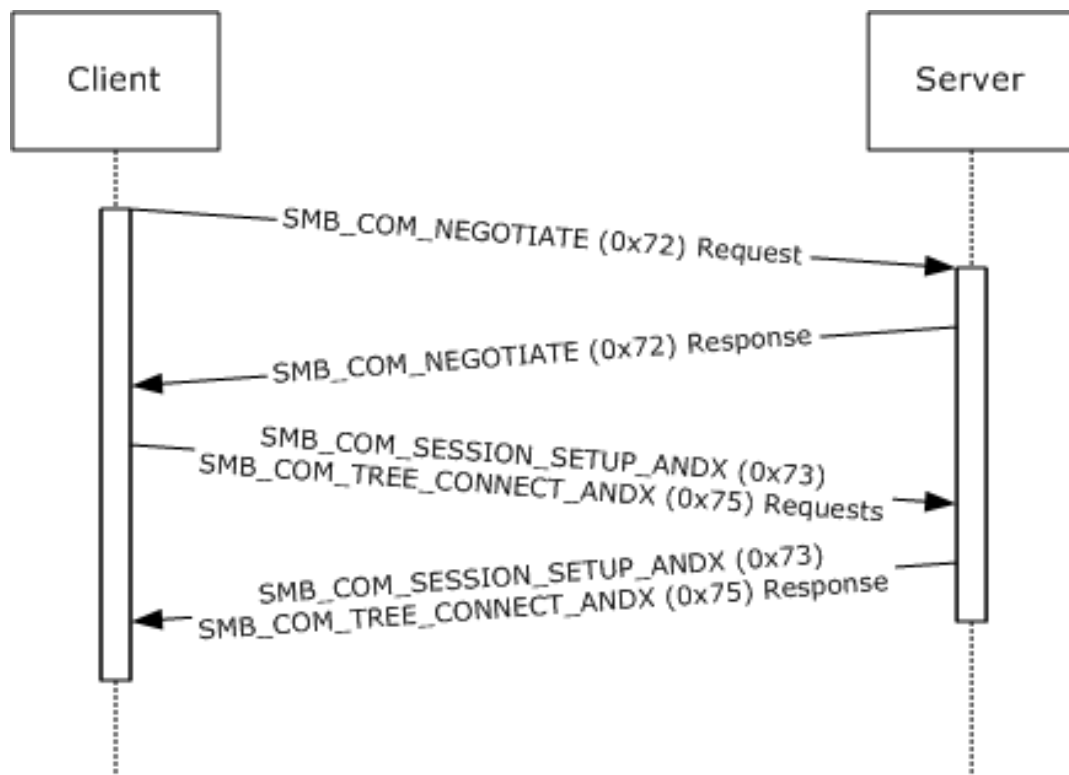 Client
Server
SMB_COM_NEGOTIATE (0x72) Request
SMB_COM_NEGOTIATE (0x72) Response
SMB_COM_SESSION_SETUP_ANDX (0x73)
SMB_COM_TREE_CONNECT_ANDX (0x75) Requests
SMB_COM_SESSION_SETUP_ANDX (0x73)
SMB_COM_TREE_CONNECT_ANDX (0x75) Response